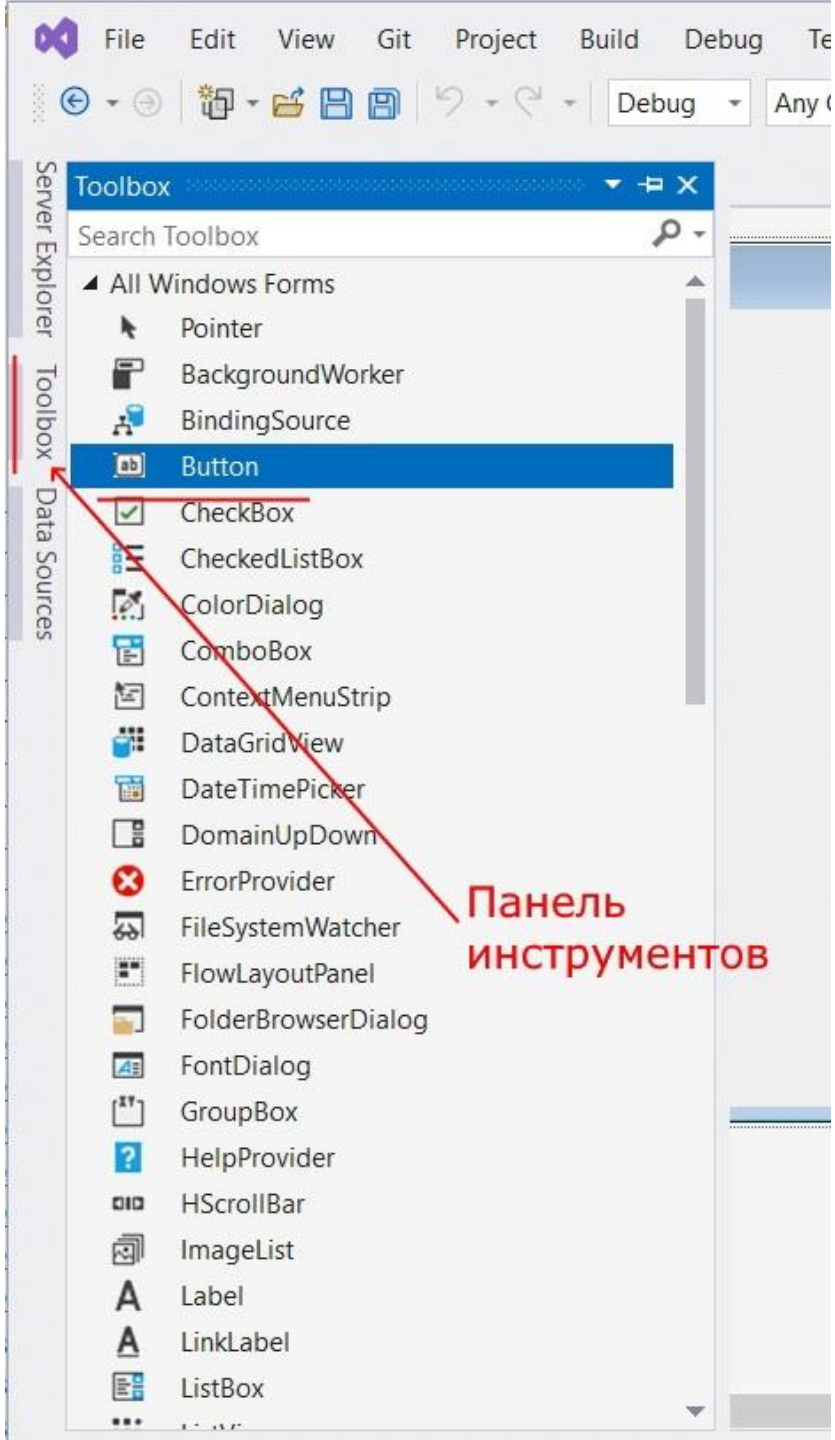 File Edit View Git Project Build Debug
Debug Any
Server Explorer
Toolbox
Data Sources
Toolbox
Search Toolbox
All Windows Forms
Pointer
BackgroundWorker
BindingSource
ab Button
CheckBox
CheckedListBox
ColorDialog
ComboBox
ContextMenuStrip
DataGridView
DateTimePicker
DomainUpDown
ErrorProvider
FileSystemWatcher
FlowLayoutPanel
FolderBrowserDialog
FontDialog
GroupBox
HelpProvider
HScrollBar
ImageList
A Label
A LinkLabel
ListBox
Панель
инструментов